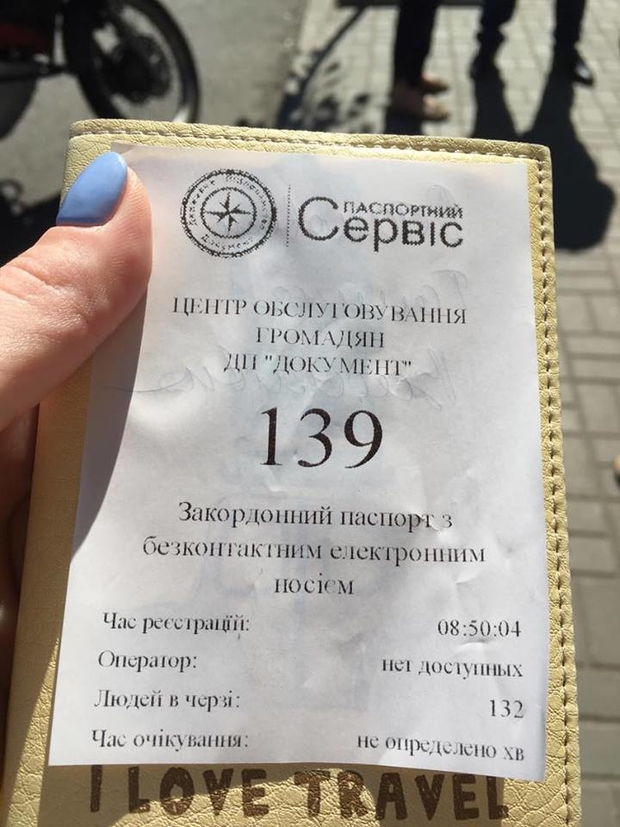 ПАСПОРТНИЙ
Сервіс
ЦЕНТР ОБСЛУГОВУВАННЯ
ГРОМАДЯН
ДП "ДОКУМЕНТ"
139
Закордонний паспорт з
безконтактним електронним
носієм
Час реєстрації: 08:50:04
Оператор: нет доступных
Людей в черзі: 132
Час очікування: не определено хв
I LOVE TRAVEL